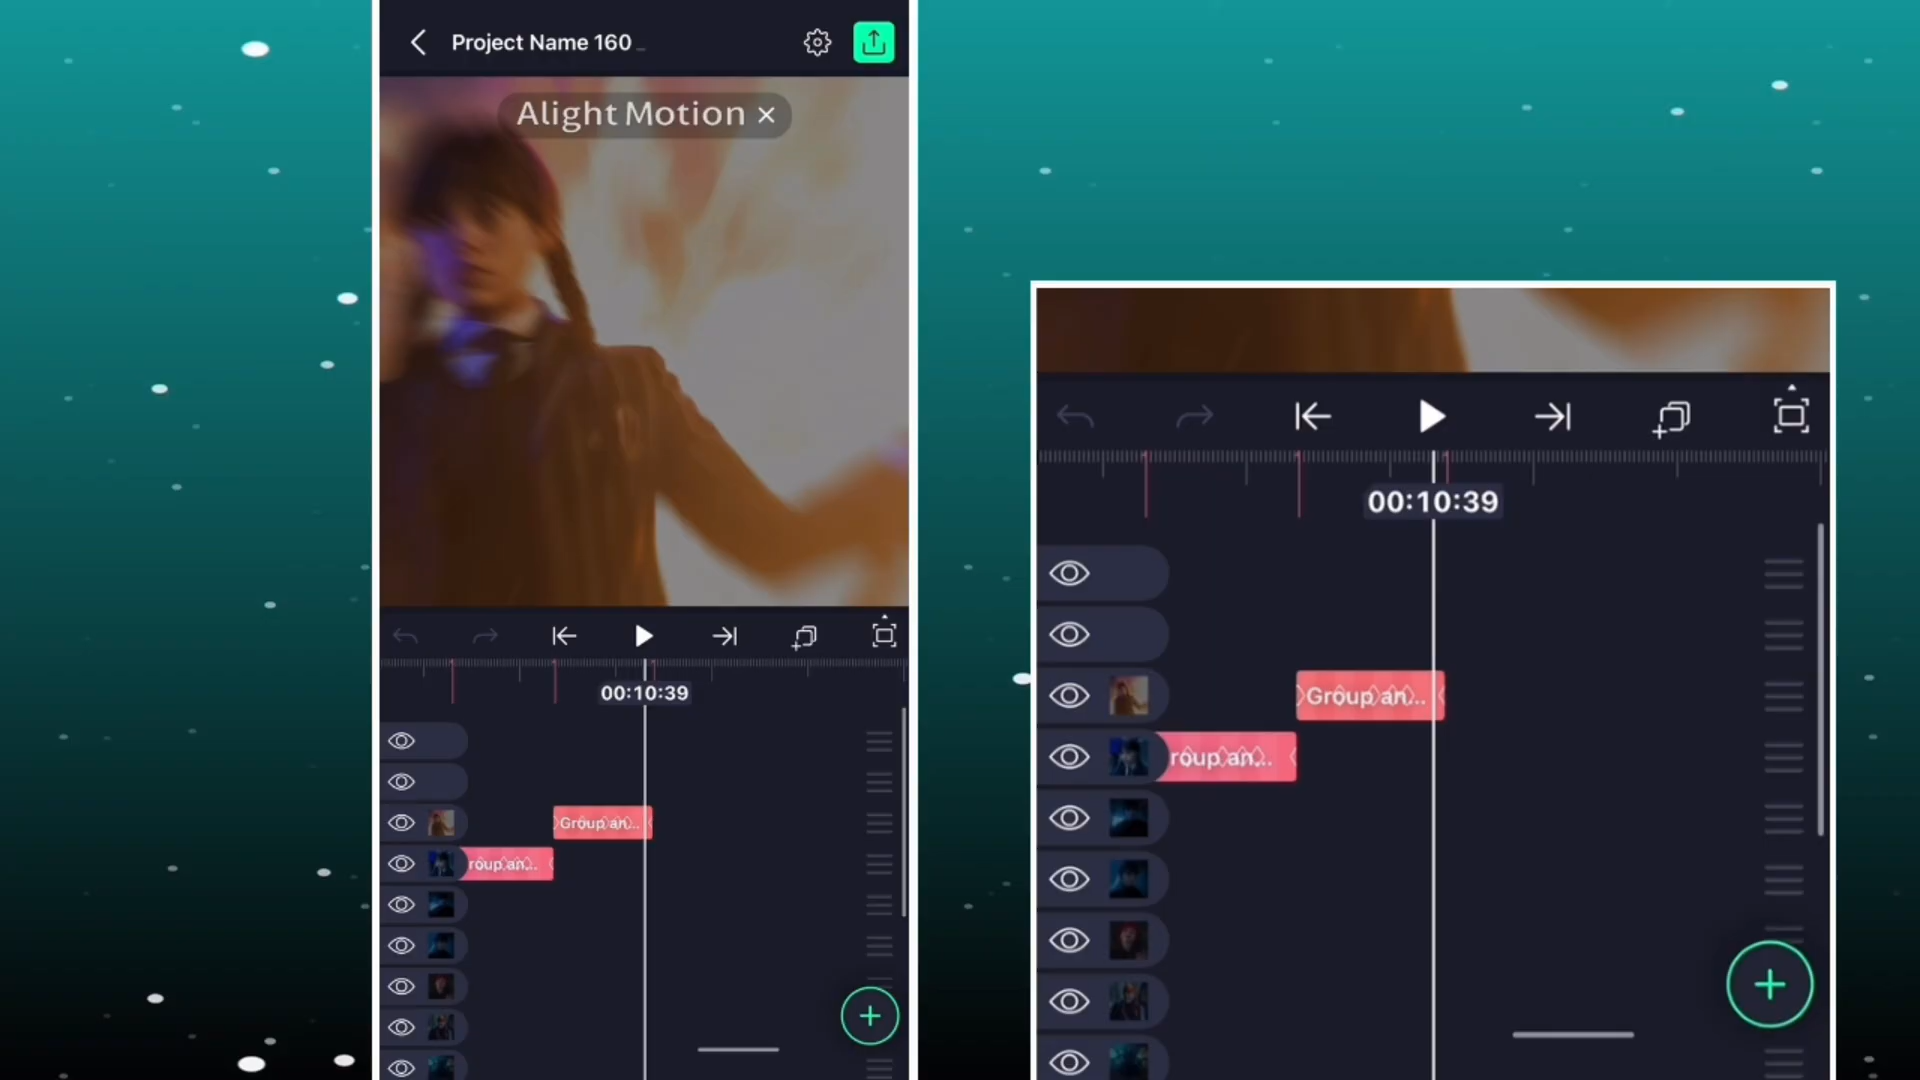 Project Name 160
Alight Motion ×
00:10:39
Group an...
roup an...
00:10:39
Group an...
roup an...